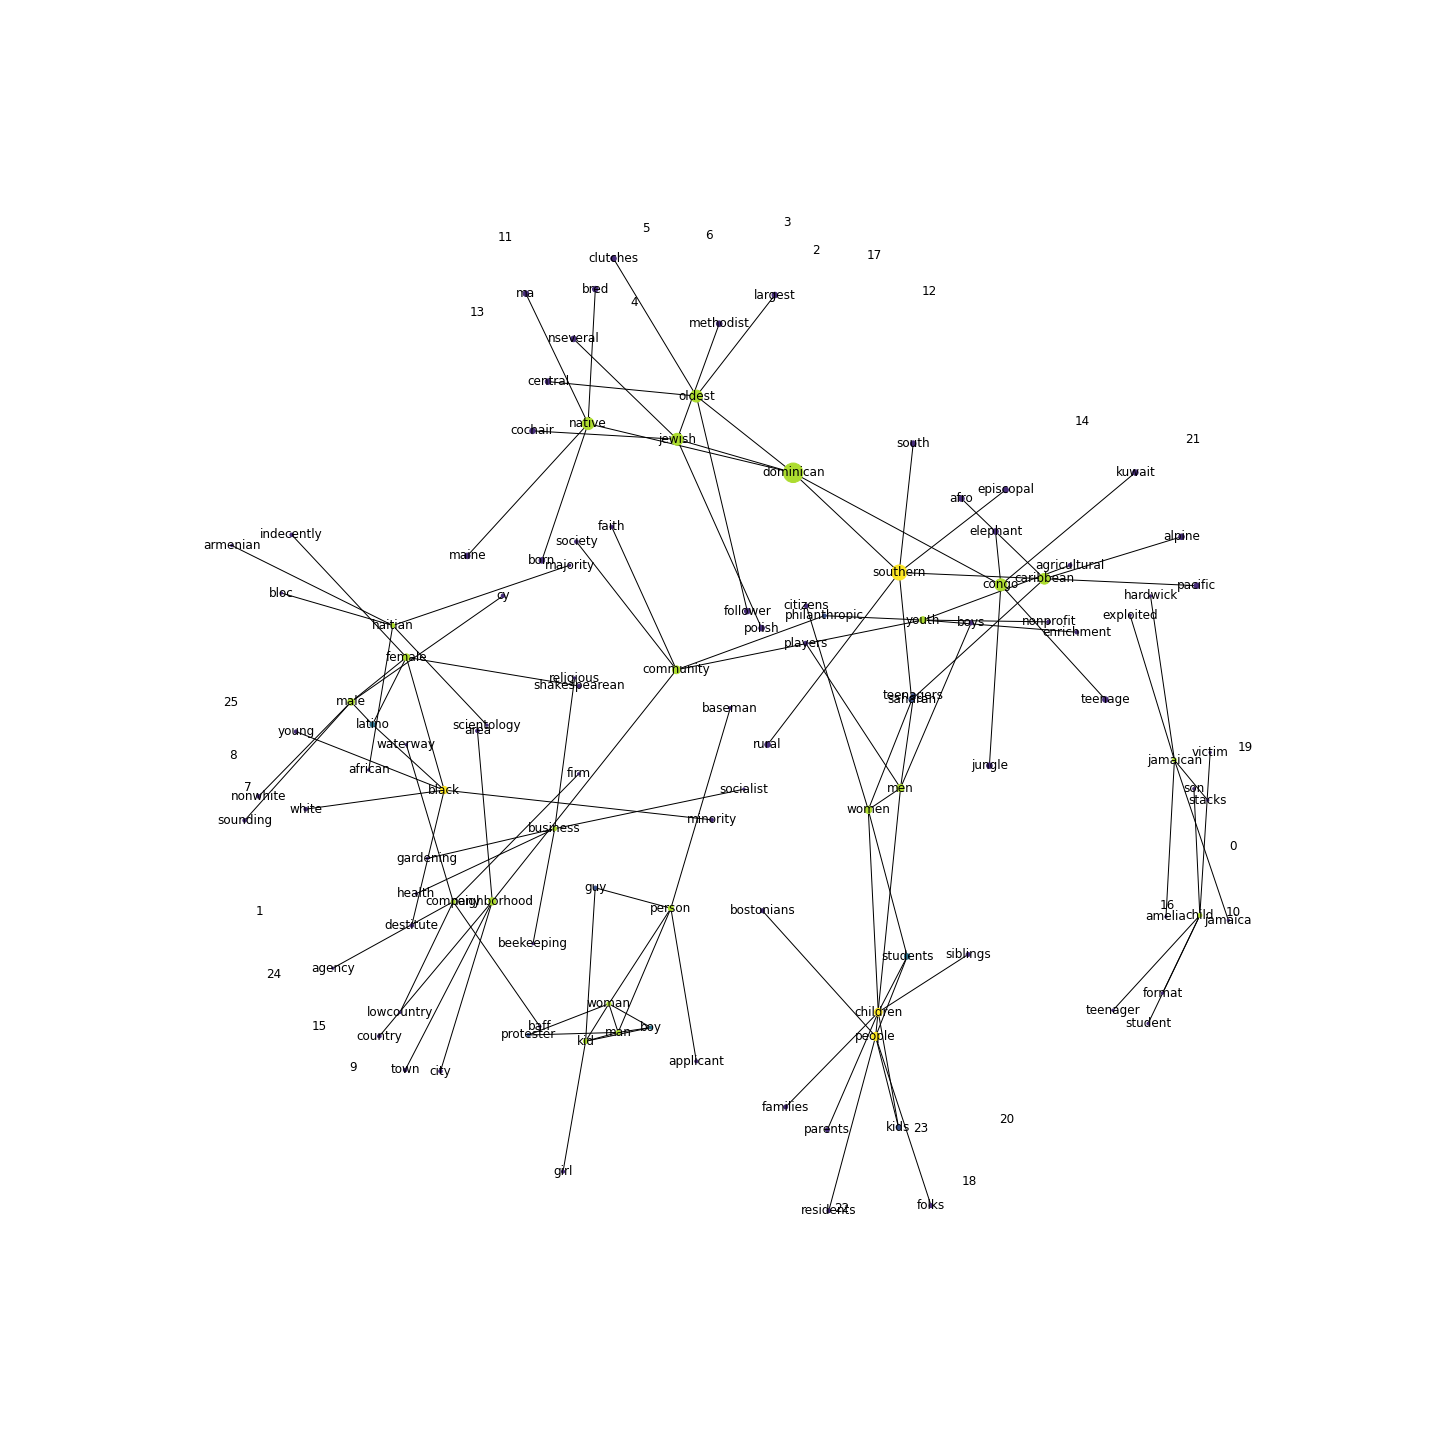 3
5
6
11
2
17
clutches
bred
12
ma
largest
4
13
methodist
nseveral
central
oldest
14
native
cochair
jewish
21
south
dominican
kuwait
episcopal
afro
faith
elephant
indecently
alpine
society
armenian
maine
born
majority
agricultural
southern
caribbean
congo
pacific
bloc
cy
hardwick
citizens
follower
philanthropic
exploited
youth
boys
nonprofit
haitian
polish
enrichment
players
female
community
religious
shakespearean
teenagers
sandran
male
25
teenage
baseman
latino
scientology
area
young
waterway
rural
19
victim
8
jamaican
jungle
african
firm
7
son
men
black
socialist
nonwhite
stacks
white
women
sounding
minority
business
0
gardening
guy
health
company
neighborhood
16
person
bostonians
1
10
amelia
child
jamaica
destitute
beekeeping
siblings
students
agency
24
format
woman
teenager
lowcountry
children
student
15
baff
boy
protester
man
country
people
kid
applicant
9
town
city
families
20
kids
23
parents
girl
18
folks
22
residents